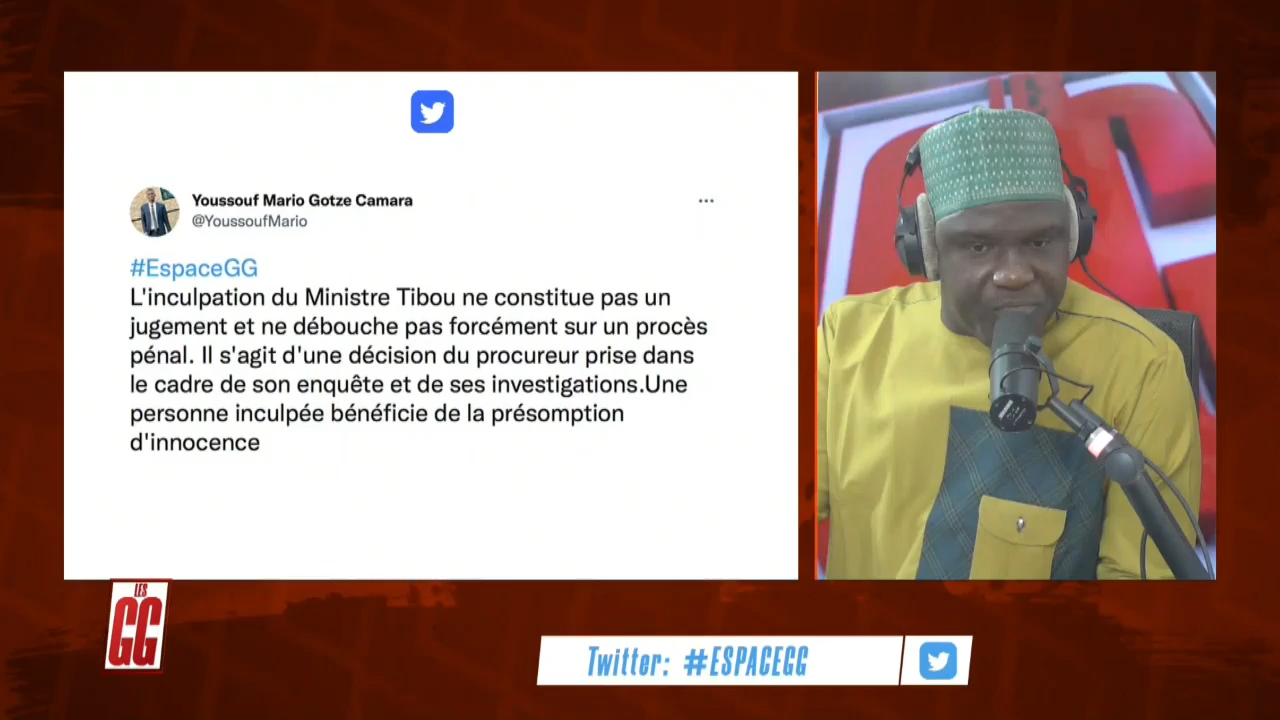 Youssouf Mario Gotze Camara
@YoussoufMario
#EspaceGG
L'inculpation du Ministre Tibou ne constitue pas un
jugement et ne débouche pas forcément sur un procès
pénal. Il s'agit d'une décision du procureur prise dans
le cadre de son enquête et de ses investigations.Une
personne inculpée bénéficie de la présomption
d'innocence
LES
GG
Twitter: #ESPACEGG